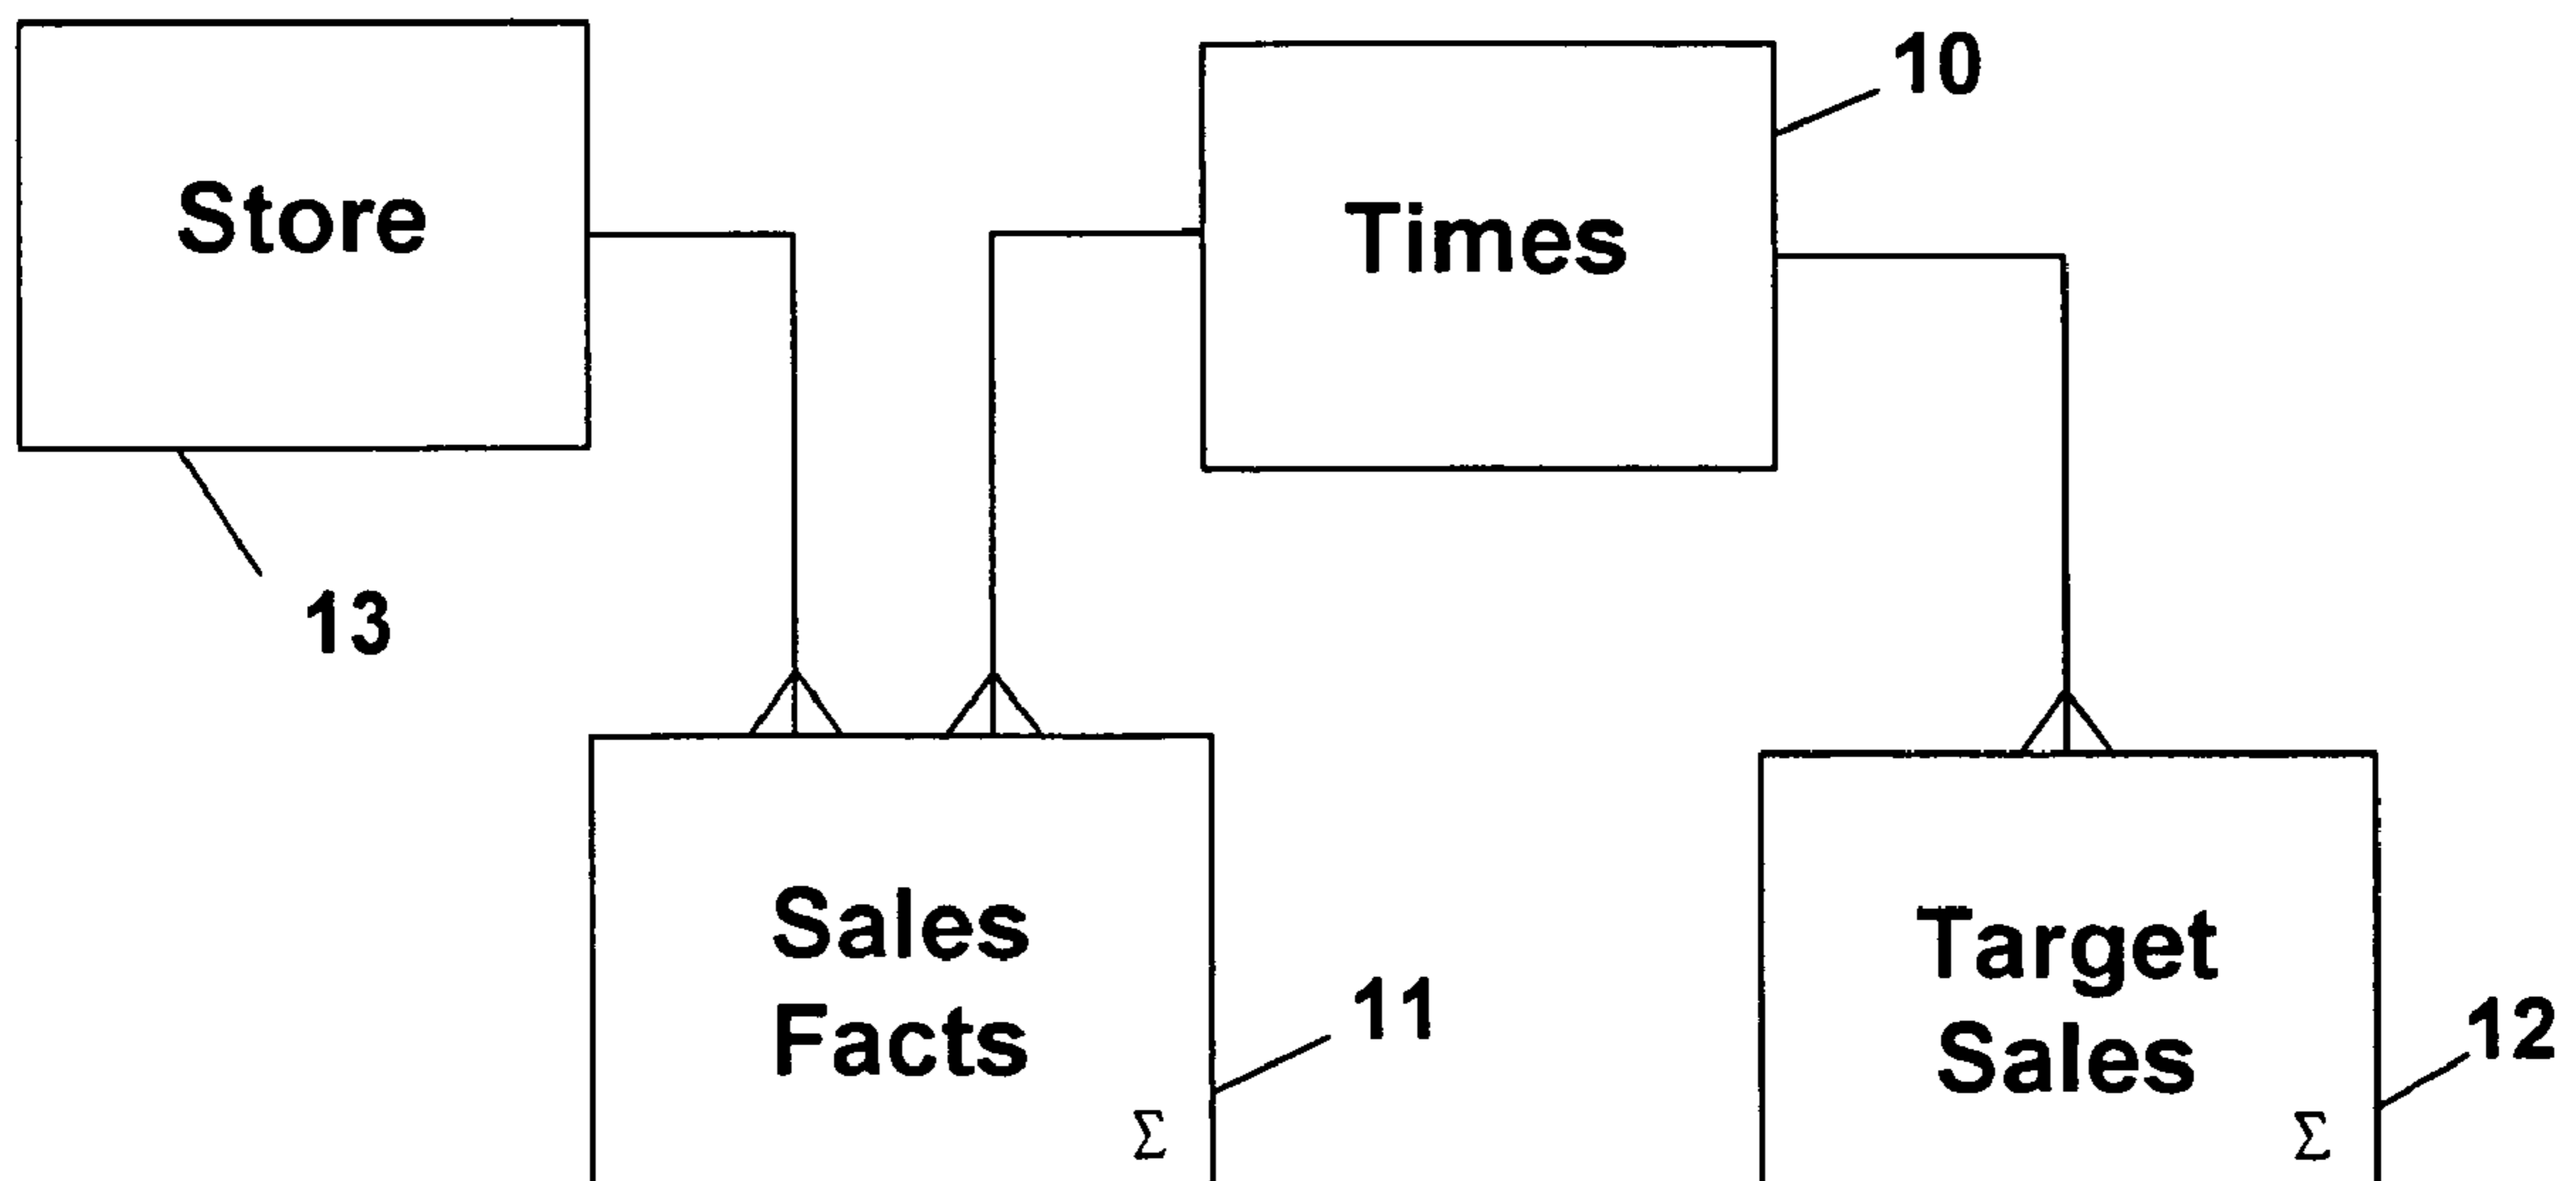 10
Store
Times
13
Sales
Facts
11
Σ
Target
Sales
12
Σ